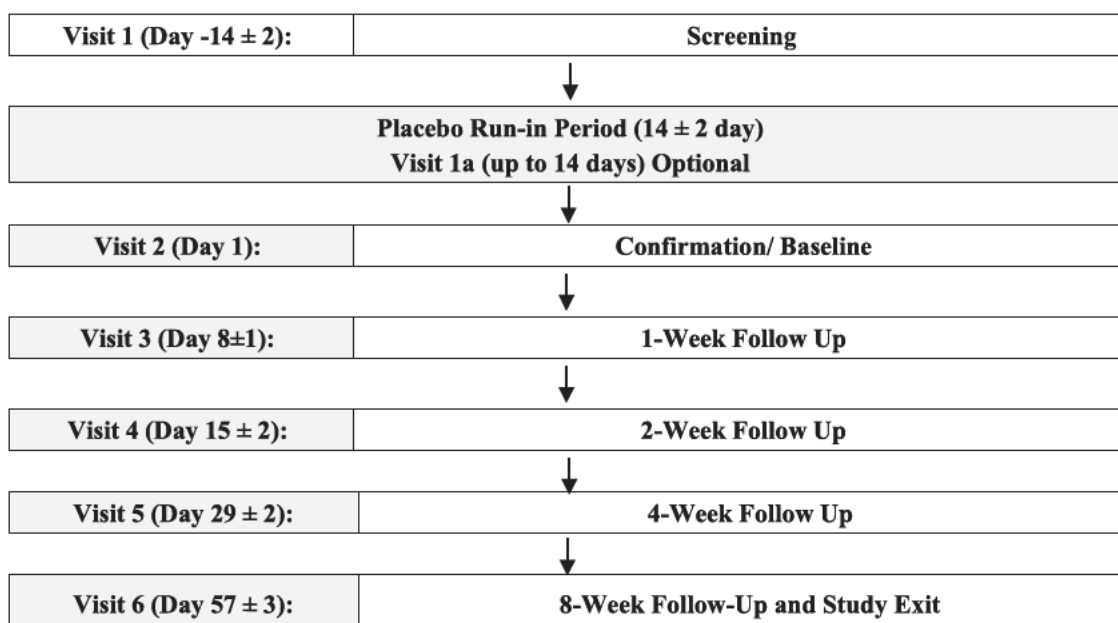 Visit 1 (Day -14 ± 2): Screening
Placebo Run-in Period (14 ± 2 day)
Visit 1a (up to 14 days) Optional
Visit 2 (Day 1): Confirmation/ Baseline
Visit 3 (Day 8±1): 1-Week Follow Up
Visit 4 (Day 15 ± 2): 2-Week Follow Up
Visit 5 (Day 29 ± 2): 4-Week Follow Up
Visit 6 (Day 57 ± 3): 8-Week Follow-Up and Study Exit